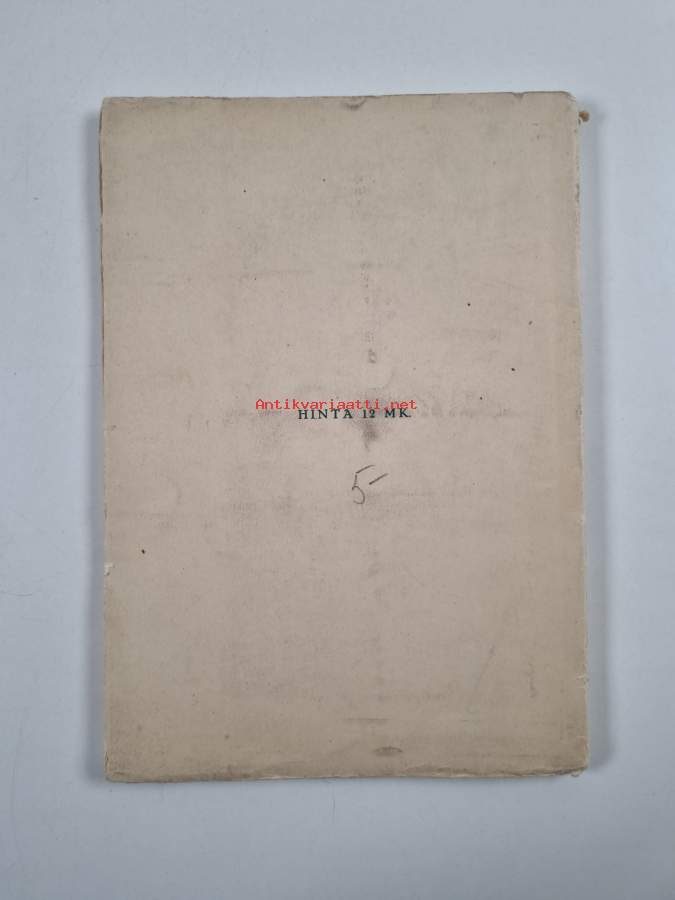 Antikvariaatti.net
HINTA 12 MK.
5-